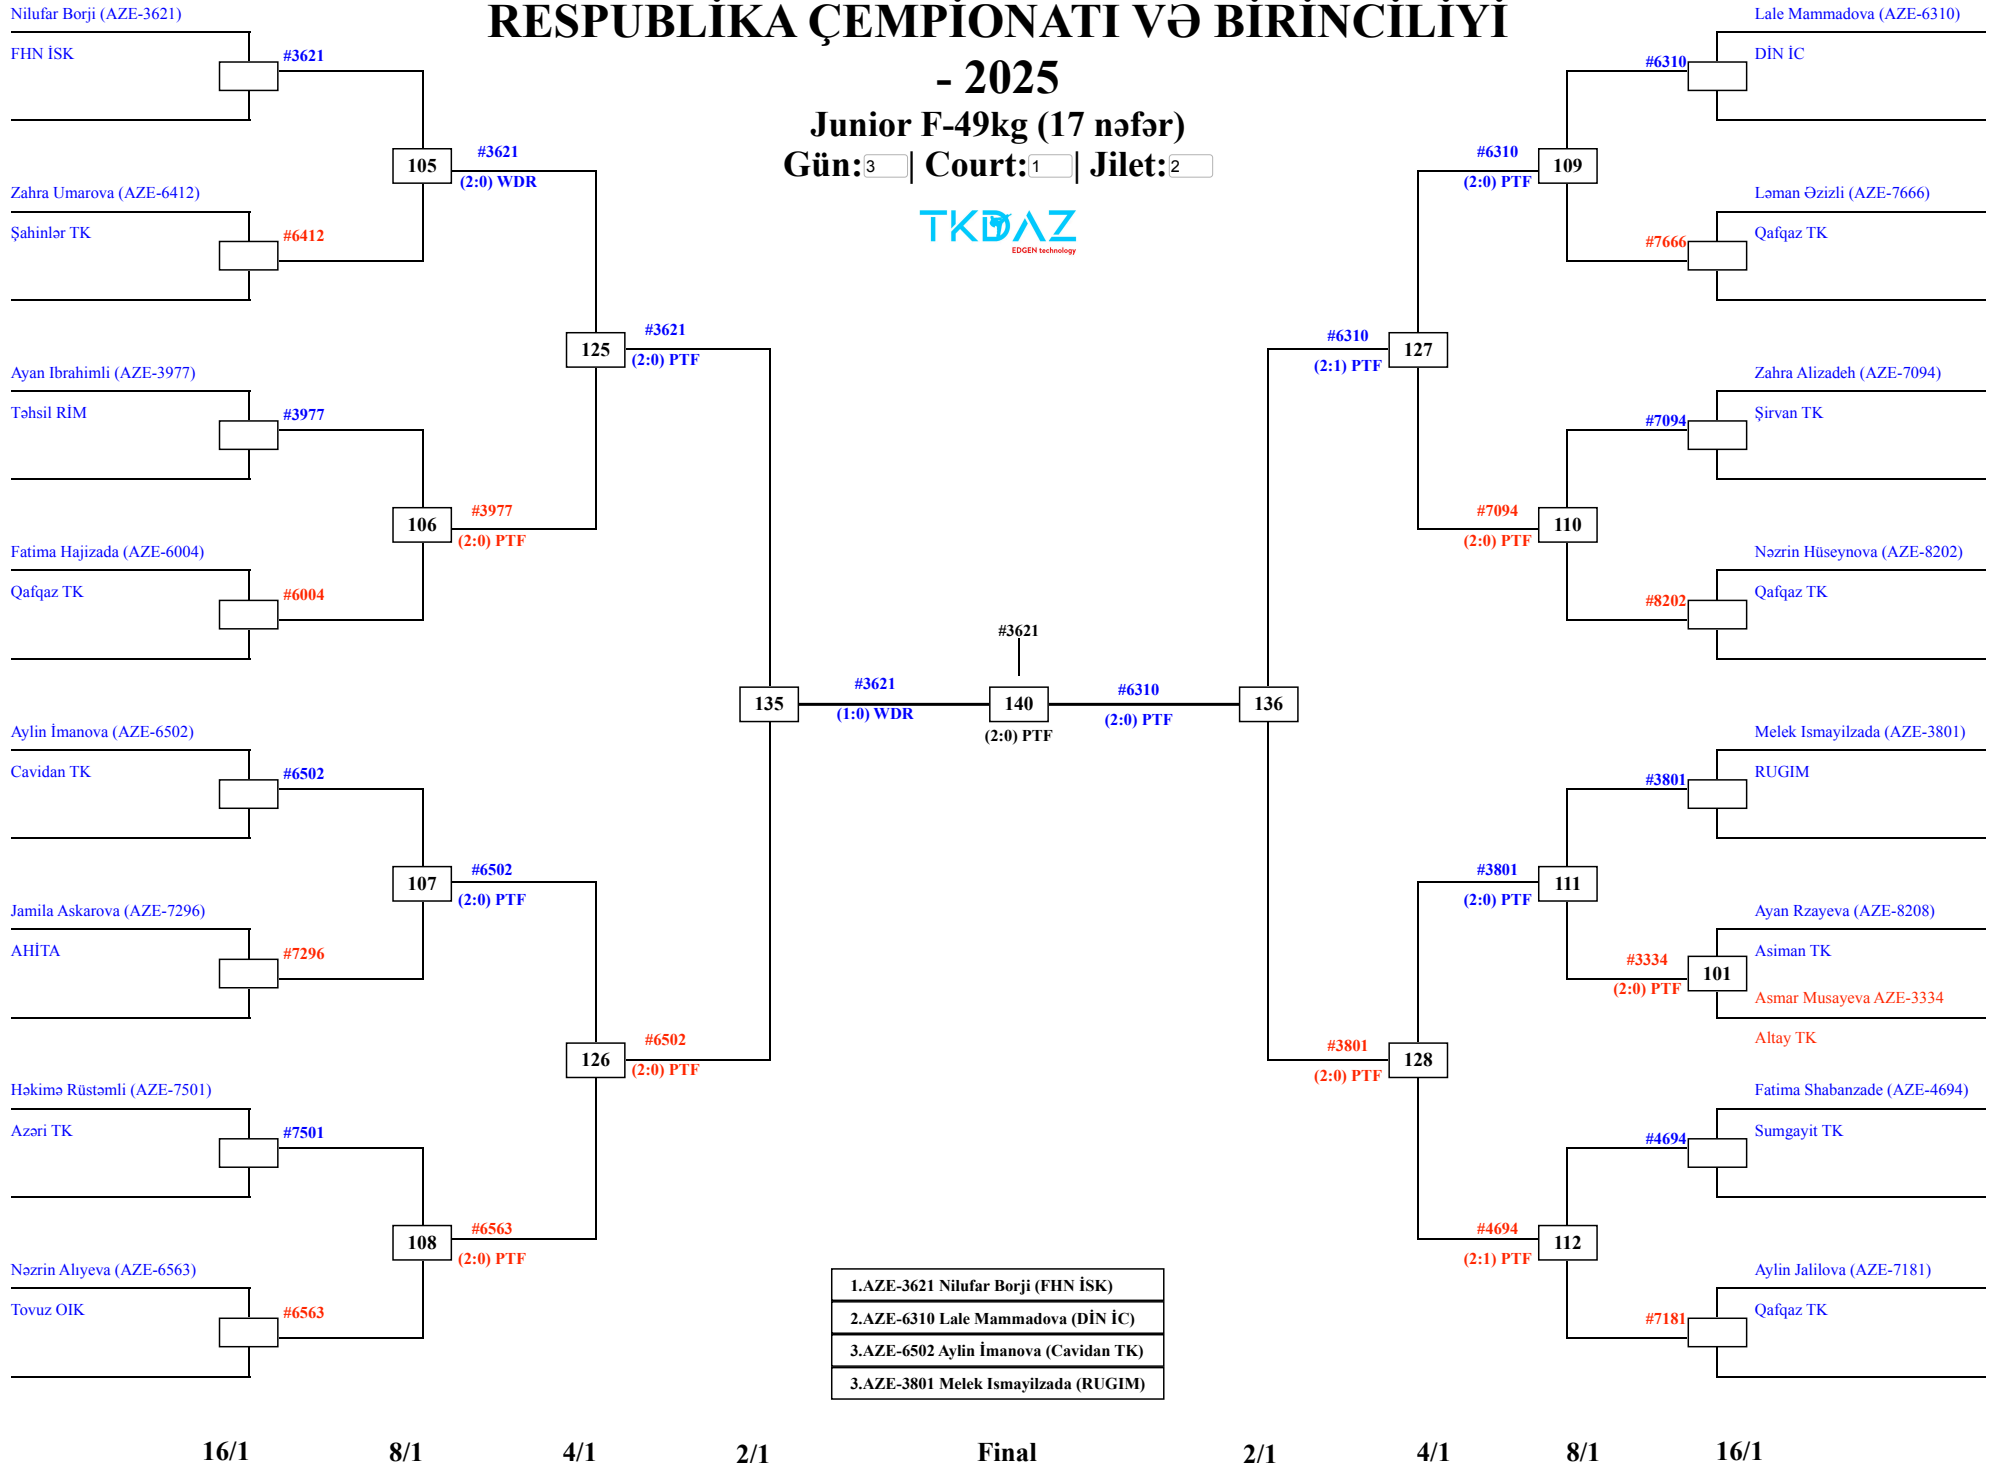 RESPUBLİKA ÇEMPİONATI VƏ BİRİNCİLİYİ
- 2025
Junior F-49kg (17 nəfər)
Gün: 3 | Court: 1 | Jilet: 2
TKDAZ
EDGEN technology
Nilufar Borji (AZE-3621)
FHN İSK
#3621
105
#3621
(2:0) WDR
Zahra Umarova (AZE-6412)
Şahinlər TK
#6412
125
#3621
(2:0) PTF
Ayan Ibrahimli (AZE-3977)
Təhsil RİM
#3977
106
#3977
(2:0) PTF
Fatima Hajizada (AZE-6004)
Qafqaz TK
#6004
135
#3621
(1:0) WDR
Aylin İmanova (AZE-6502)
Cavidan TK
#6502
107
#6502
(2:0) PTF
Jamila Askarova (AZE-7296)
AHİTA
#7296
126
#6502
(2:0) PTF
Həkimə Rüstəmli (AZE-7501)
Azəri TK
#7501
108
#6563
(2:0) PTF
Nəzrin Alıyeva (AZE-6563)
Tovuz OIK
#6563
#3621
140
(2:0) PTF
Lale Mammadova (AZE-6310)
DİN İC
#6310
109
#6310
(2:0) PTF
Ləman Əzizli (AZE-7666)
Qafqaz TK
#7666
127
#6310
(2:1) PTF
Zahra Alizadeh (AZE-7094)
Şirvan TK
#7094
110
#7094
(2:0) PTF
Nəzrin Hüseynova (AZE-8202)
Qafqaz TK
#8202
136
#6310
(2:0) PTF
Melek Ismayilzada (AZE-3801)
RUGIM
#3801
111
#3801
(2:0) PTF
Ayan Rzayeva (AZE-8208)
Asiman TK
101
#3334
(2:0) PTF
Asmar Musayeva AZE-3334
Altay TK
128
#3801
(2:0) PTF
Fatima Shabanzade (AZE-4694)
Sumgayit TK
#4694
112
#4694
(2:1) PTF
Aylin Jalilova (AZE-7181)
Qafqaz TK
#7181
1.AZE-3621 Nilufar Borji (FHN İSK)
2.AZE-6310 Lale Mammadova (DİN İC)
3.AZE-6502 Aylin İmanova (Cavidan TK)
3.AZE-3801 Melek Ismayilzada (RUGIM)
16/1 8/1 4/1 2/1 Final 2/1 4/1 8/1 16/1